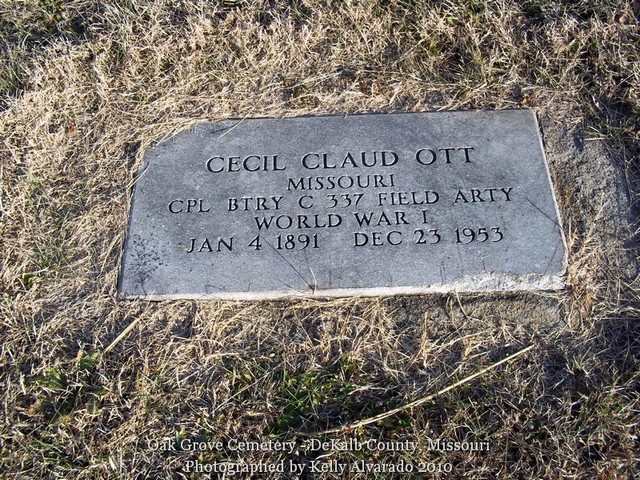 CECIL CLAUD OTT
MISSOURI
CPL BTRY C 337 FIELD ARTY
WORLD WAR I
JAN 4 1891 DEC 23 1953
Oak Grove Cemetery - DeKalb County, Missouri
Photographed by Kelly Alvarado 2010